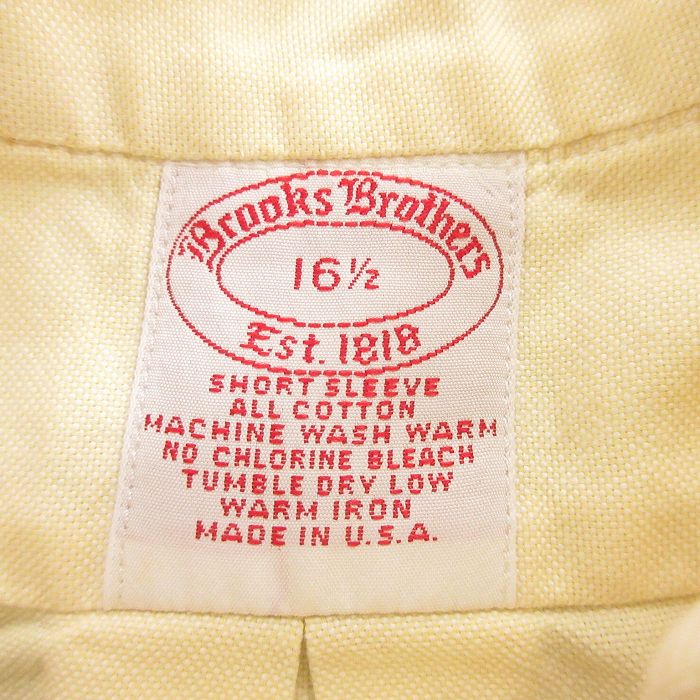 Brooks Brothers
16½
Est. 1818
SHORT SLEEVE
ALL COTTON
MACHINE WASH WARM
NO CHLORINE BLEACH
TUMBLE DRY LOW
WARM IRON
MADE IN U.S.A.